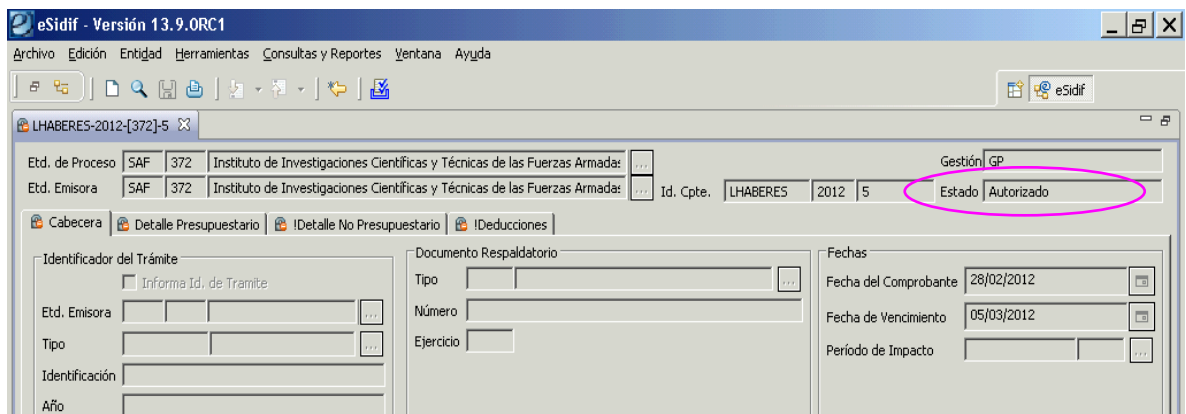 eSidif - Versión 13.9.0RC1
Archivo Edición Entidad Herramientas Consultas y Reportes Ventana Ayuda
eSidif
LHABERES-2012-[372]-5
Etd. de Proceso SAF 372 Instituto de Investigaciones Científicas y Técnicas de las Fuerzas Armadas ... Gestión GP
Etd. Emisora SAF 372 Instituto de Investigaciones Científicas y Técnicas de las Fuerzas Armadas ... Id. Cpte. LHABERES 2012 5 Estado Autorizado
Cabecera Detalle Presupuestario !Detalle No Presupuestario !Deducciones
Identificador del Trámite
Informa Id. de Tramite
Etd. Emisora ...
Tipo ...
Identificación
Año
Documento Respaldatorio
Tipo ...
Número
Ejercicio
Fechas
Fecha del Comprobante 28/02/2012
Fecha de Vencimiento 05/03/2012
Período de Impacto ...